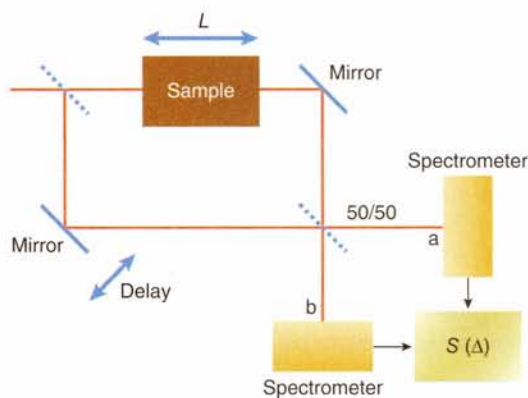 L
Sample
Mirror
Spectrometer
50/50
a
Mirror
Delay
b
S (Δ)
Spectrometer